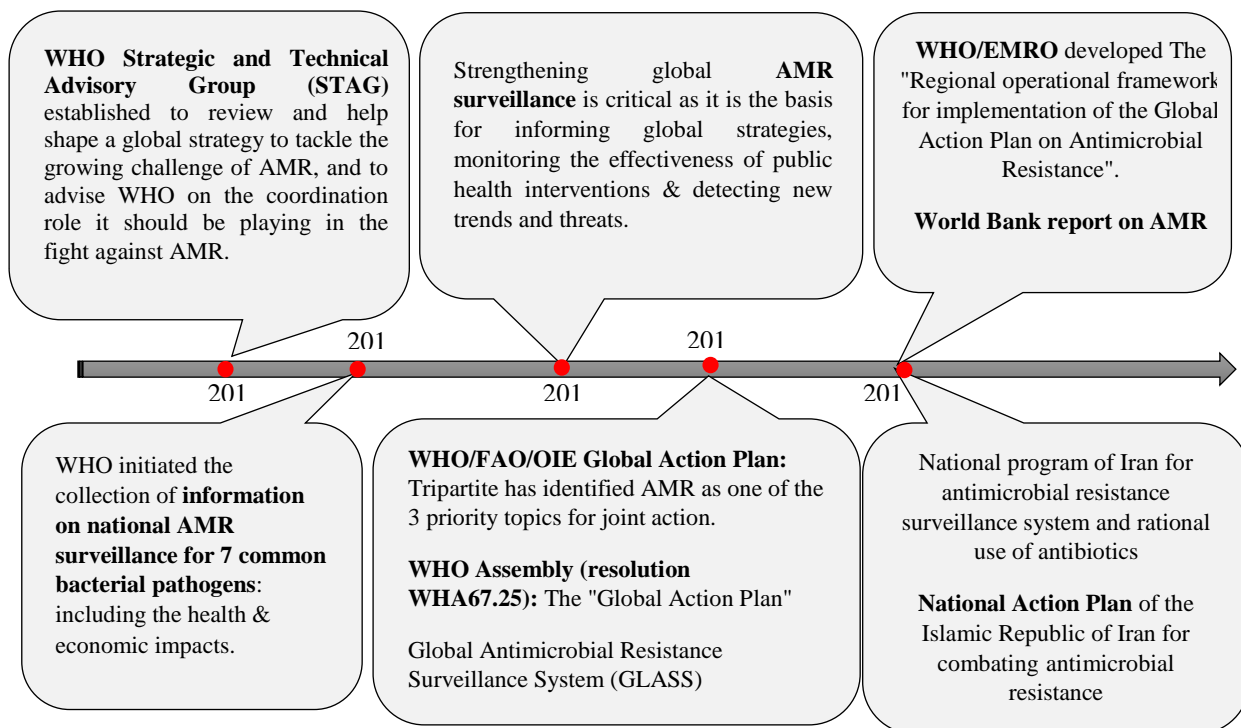 WHO Strategic and Technical
Advisory Group (STAG)
established to review and help
shape a global strategy to tackle the
growing challenge of AMR, and to
advise WHO on the coordination
role it should be playing in the
fight against AMR.
Strengthening global AMR
surveillance is critical as it is the basis
for informing global strategies,
monitoring the effectiveness of public
health interventions & detecting new
trends and threats.
WHO/EMRO developed The
"Regional operational framework
for implementation of the Global
Action Plan on Antimicrobial
Resistance".
World Bank report on AMR
201
201
201
201
201
WHO initiated the
collection of information
on national AMR
surveillance for 7 common
bacterial pathogens:
including the health &
economic impacts.
WHO/FAO/OIE Global Action Plan:
Tripartite has identified AMR as one of the
3 priority topics for joint action.
WHO Assembly (resolution
WHA67.25): The "Global Action Plan"
Global Antimicrobial Resistance
Surveillance System (GLASS)
National program of Iran for
antimicrobial resistance
surveillance system and rational
use of antibiotics
National Action Plan of the
Islamic Republic of Iran for
combating antimicrobial
resistance